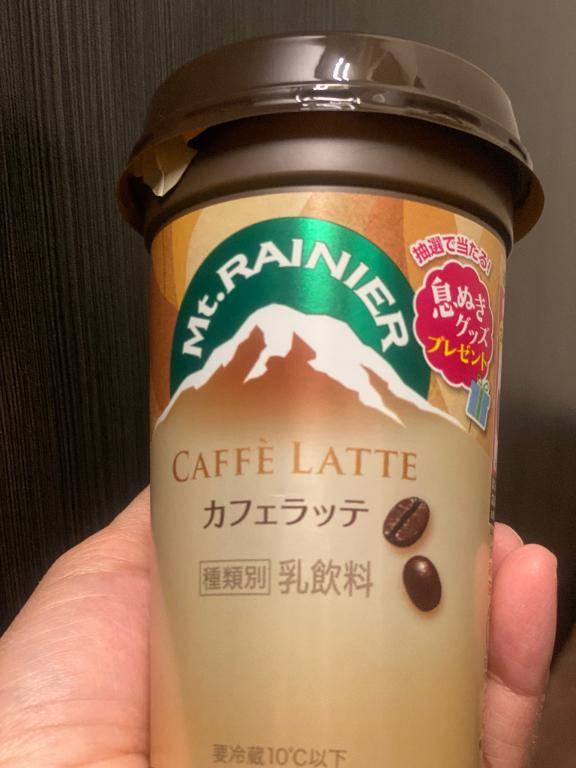 Mt.RAINIER
抽選で当たる!
息ぬき
グッズ
プレゼント
CAFFÈ LATTE
カフェラッテ
種類別 乳飲料
要冷蔵10℃以下